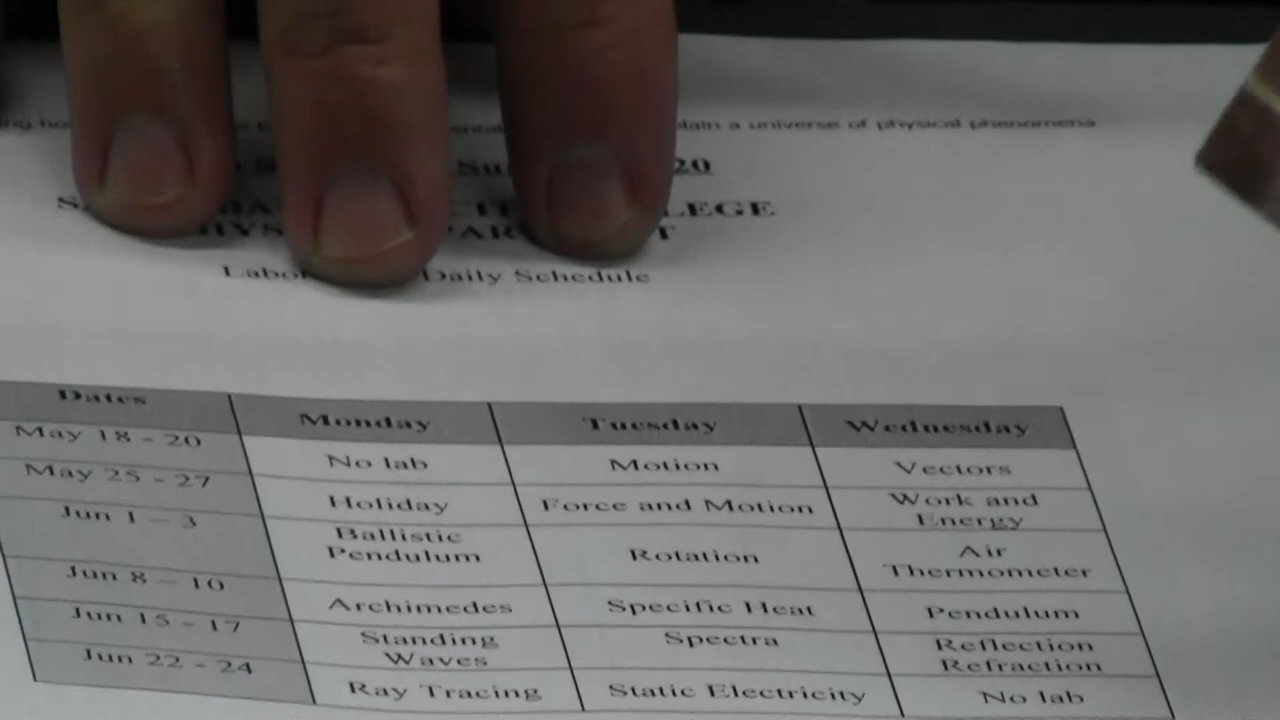 a universe of physical phenomena
20
LEGE
Daily Schedule
Dates Monday Tuesday Wednesday
May 18 - 20 No lab Motion Vectors
May 25 - 27 Holiday Force and Motion Work and
Energy
Jun 1 - 3 Ballistic
Pendulum Rotation Air
Thermometer
Jun 8 - 10 Archimedes Specific Heat Pendulum
Jun 15 - 17 Standing
Waves Spectra Reflection
Refraction
Jun 22 - 24 Ray Tracing Static Electricity No lab